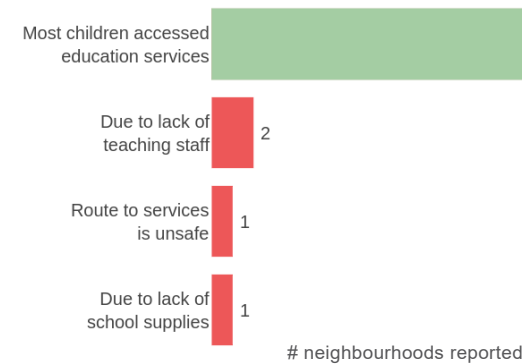 Most children accessed
education services
Due to lack of
teaching staff
2
Route to services
is unsafe
1
Due to lack of
school supplies
1
# neighbourhoods reported